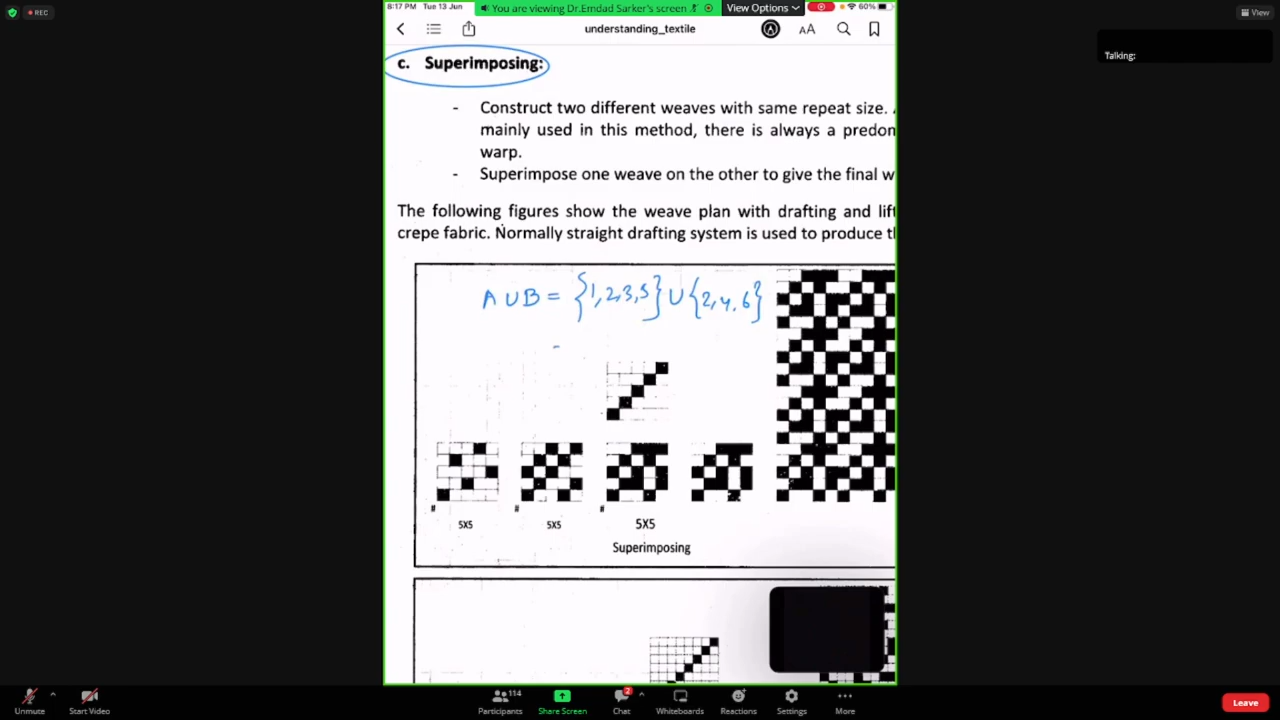 8:17 PM Tue 13 Jun
You are viewing Dr.Emdad Sarker's screen
View Options
60%
REC
View
understanding_textile
AA
Talking:
c. Superimposing:
- Construct two different weaves with same repeat size.
mainly used in this method, there is always a predon
warp.
- Superimpose one weave on the other to give the final w
The following figures show the weave plan with drafting and lif
crepe fabric. Normally straight drafting system is used to produce t
A U B = {1,2,3,5} U {2,4,6}
# # #
5X5 5X5 5X5
Superimposing
Unmute
Start Video
Participants
114
Share Screen
Chat
2
Whiteboards
Reactions
Settings
More
Leave